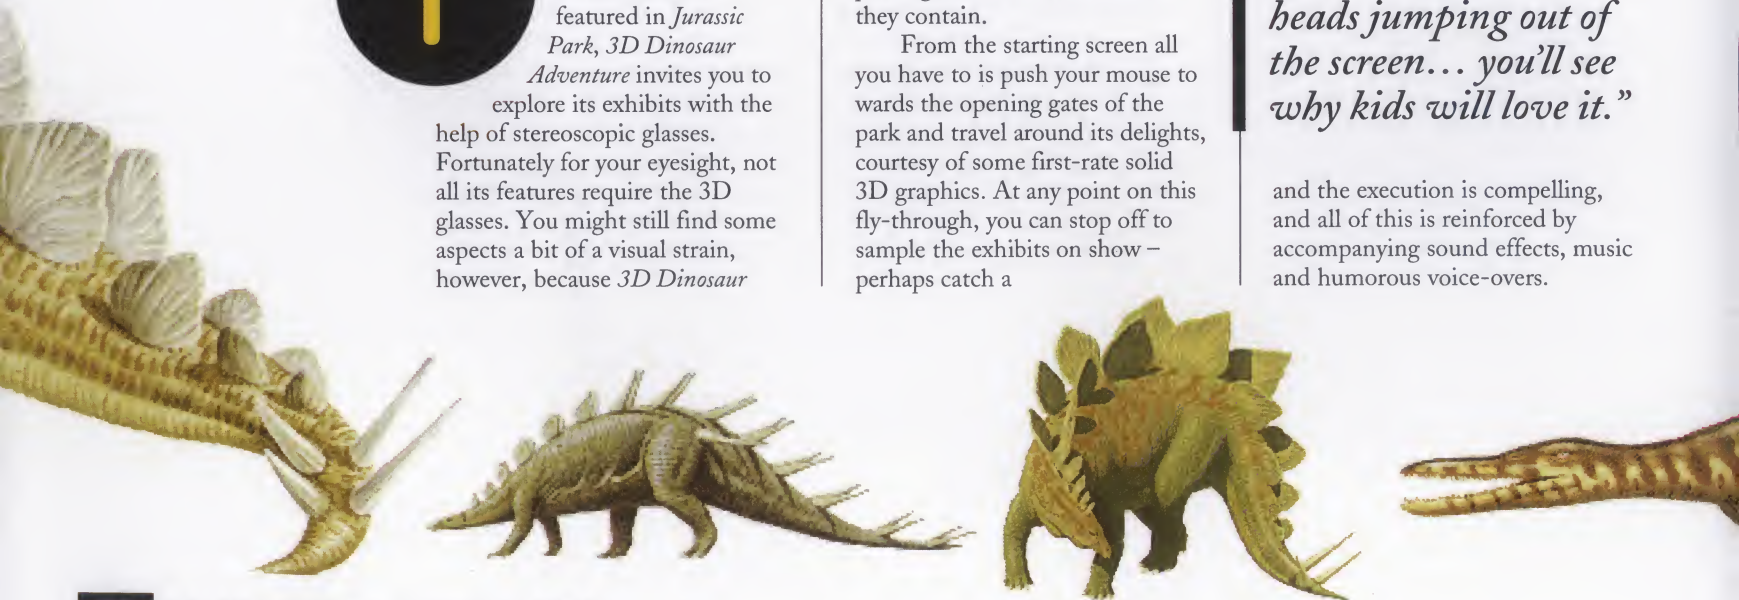 featured in Jurassic
Park, 3D Dinosaur
Adventure invites you to
explore its exhibits with the
help of stereoscopic glasses.
Fortunately for your eyesight, not
all its features require the 3D
glasses. You might still find some
aspects a bit of a visual strain,
however, because 3D Dinosaur
they contain.
From the starting screen all
you have to is push your mouse to
wards the opening gates of the
park and travel around its delights,
courtesy of some first-rate solid
3D graphics. At any point on this
fly-through, you can stop off to
sample the exhibits on show –
perhaps catch a
heads jumping out of
the screen... you'll see
why kids will love it.”
and the execution is compelling,
and all of this is reinforced by
accompanying sound effects, music
and humorous voice-overs.